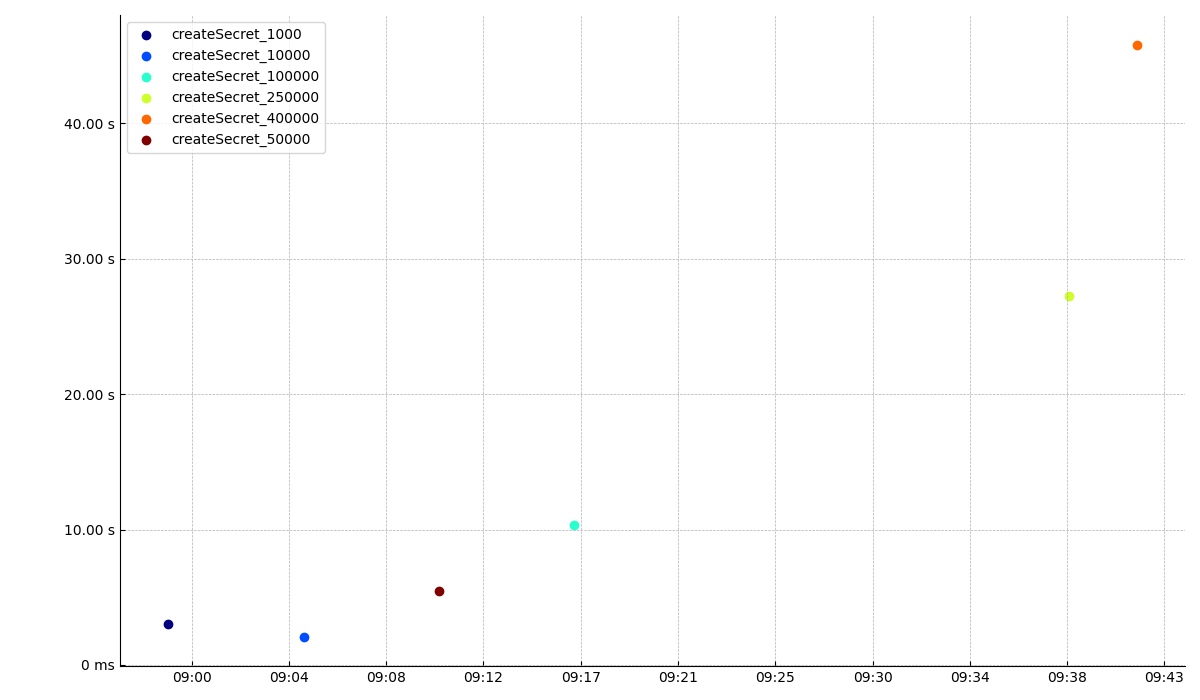 createSecret_1000
createSecret_10000
createSecret_100000
createSecret_250000
createSecret_400000
createSecret_50000
40.00 s
30.00 s
20.00 s
10.00 s
0 ms
09:00 09:04 09:08 09:12 09:17 09:21 09:25 09:30 09:34 09:38 09:43